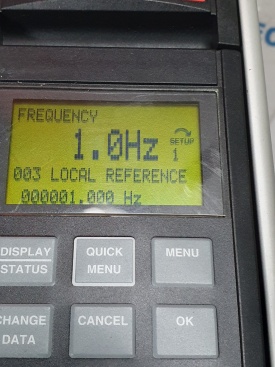 FREQUENCY
1.0Hz
SETUP
1
003 LOCAL REFERENCE
000001.000 Hz
DISPLAY
STATUS
QUICK
MENU
MENU
CHANGE
DATA
CANCEL
OK